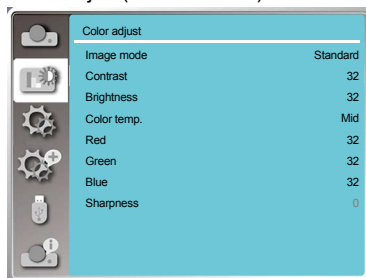 Color adjust
Image mode Standard
Contrast 32
Brightness 32
Color temp. Mid
Red 32
Green 32
Blue 32
Sharpness 0